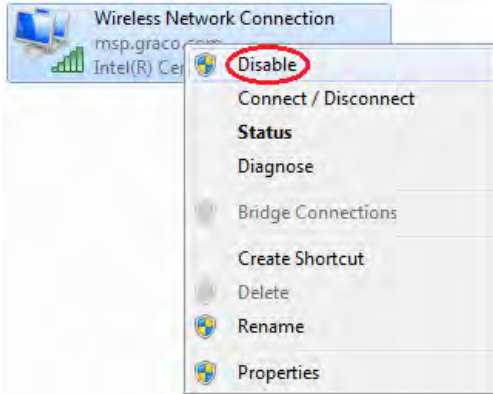 Wireless Network Connection
msp.graco.com
Intel(R) Cer
Disable
Connect / Disconnect
Status
Diagnose
Bridge Connections
Create Shortcut
Delete
Rename
Properties